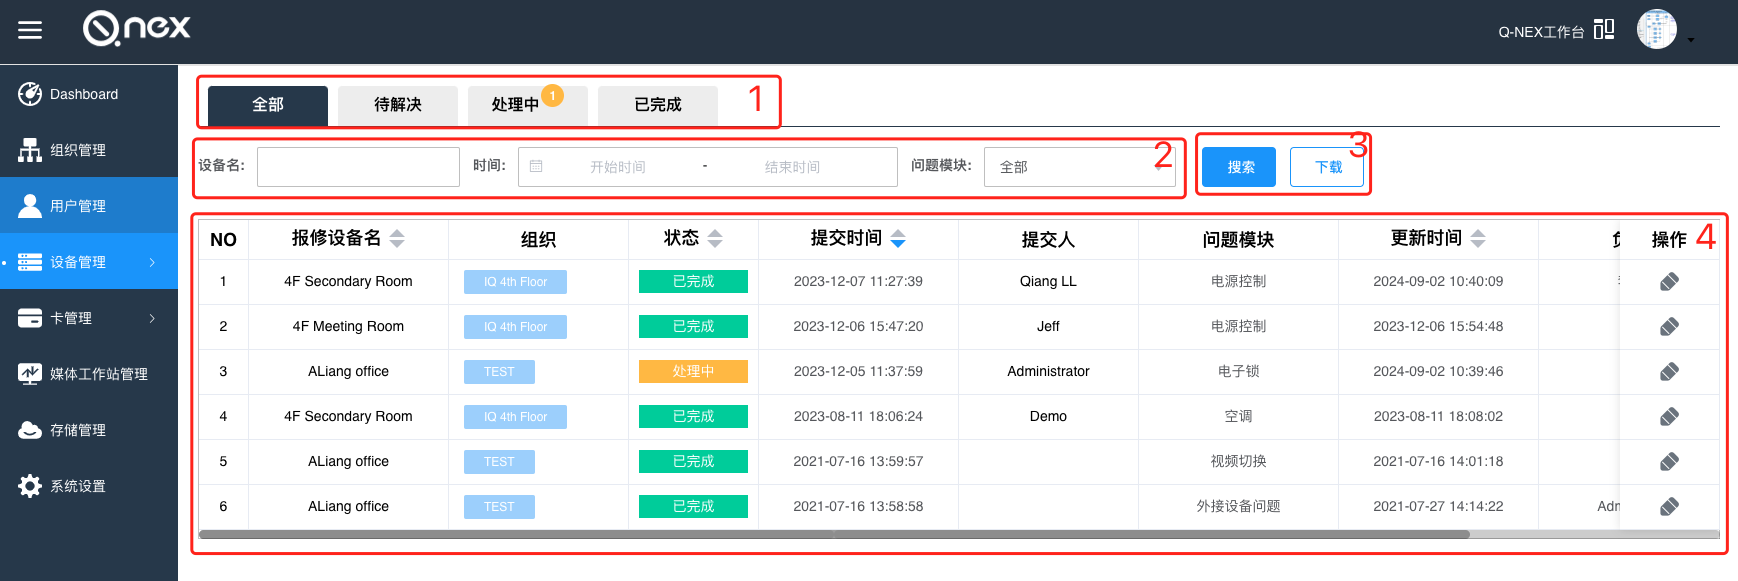 Qnex
Q-NEX工作台
Dashboard
组织管理
用户管理
设备管理
卡管理
媒体工作站管理
存储管理
系统设置
全部 待解决 处理中 1 已完成 1
设备名: 时间: 开始时间 - 结束时间 问题模块: 全部 2 搜索 下载 3
NO 报修设备名 组织 状态 提交时间 提交人 问题模块 更新时间 操作 4
1 4F Secondary Room IQ 4th Floor 已完成 2023-12-07 11:27:39 Qiang LL 电源控制 2024-09-02 10:40:09
2 4F Meeting Room IQ 4th Floor 已完成 2023-12-06 15:47:20 Jeff 电源控制 2023-12-06 15:54:48
3 ALiang office TEST 处理中 2023-12-05 11:37:59 Administrator 电子锁 2024-09-02 10:39:46
4 4F Secondary Room IQ 4th Floor 已完成 2023-08-11 18:06:24 Demo 空调 2023-08-11 18:08:02
5 ALiang office TEST 已完成 2021-07-16 13:59:57 视频切换 2021-07-16 14:01:18
6 ALiang office TEST 已完成 2021-07-16 13:58:58 外接设备问题 2021-07-27 14:14:22